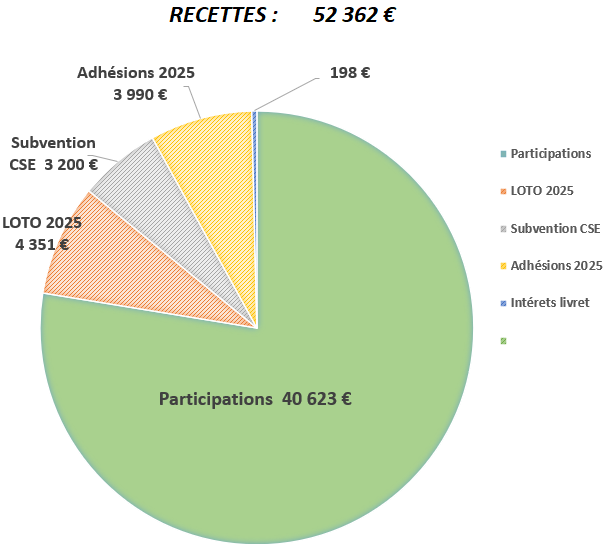 RECETTES : 52 362 €
Adhésions 2025
3 990 €
198 €
Subvention
CSE 3 200 €
LOTO 2025
4 351 €
Participations 40 623 €
Participations
LOTO 2025
Subvention CSE
Adhésions 2025
Intérets livret